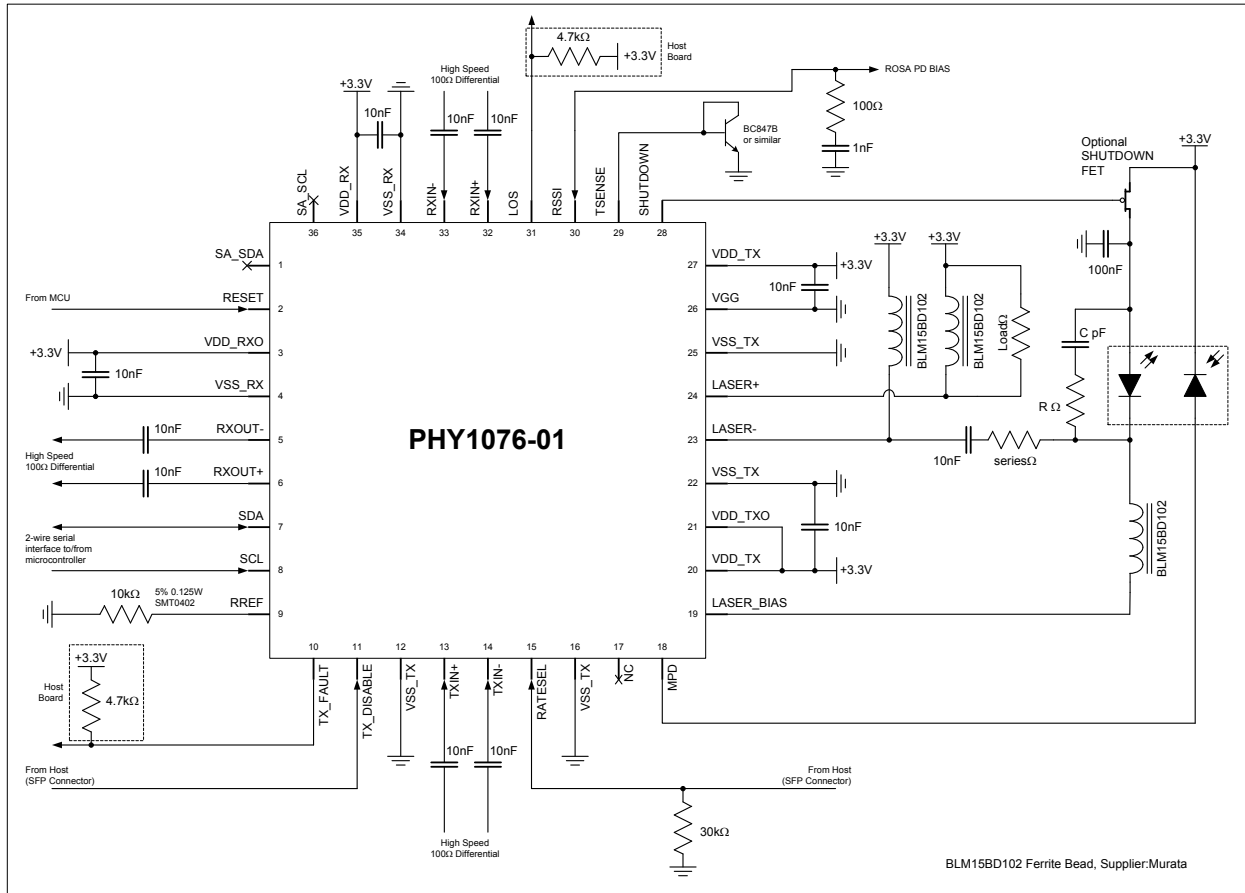 4.7kΩ
+3.3V
Host
Board
High Speed
100Ω Differential
+3.3V
10nF
10nF
10nF
ROSA PD BIAS
100Ω
1nF
BC847B
or similar
Optional
SHUTDOWN
FET
+3.3V
SA_SCL
VDD_RX
VSS_RX
RXIN-
RXIN+
LOS
RSSI
TSENSE
SHUTDOWN
36
35
34
33
32
31
30
29
28
SA_SDA
1
From MCU
RESET
2
+3.3V
VDD_RXO
3
10nF
VSS_RX
4
10nF
RXOUT-
5
High Speed
100Ω Differential
10nF
RXOUT+
6
SDA
7
2-wire serial
interface to/from
microcontroller
SCL
8
10kΩ
5% 0.125W
SMT0402
RREF
9
PHY1076-01
27
VDD_TX
+3.3V
10nF
26
VGG
25
VSS_TX
24
LASER+
23
LASER-
22
VSS_TX
21
VDD_TXO
10nF
20
VDD_TX
+3.3V
19
LASER_BIAS
+3.3V
+3.3V
BLM15BD102
BLM15BD102
LoadΩ
100nF
C pF
R Ω
10nF
seriesΩ
BLM15BD102
10
11
12
13
14
15
16
17
18
TX_FAULT
TX_DISABLE
VSS_TX
TXIN+
TXIN-
RATESEL
VSS_TX
NC
MPD
+3.3V
Host
Board
4.7kΩ
10nF
10nF
From Host
(SFP Connector)
From Host
(SFP Connector)
High Speed
100Ω Differential
30kΩ
BLM15BD102 Ferrite Bead, Supplier:Murata